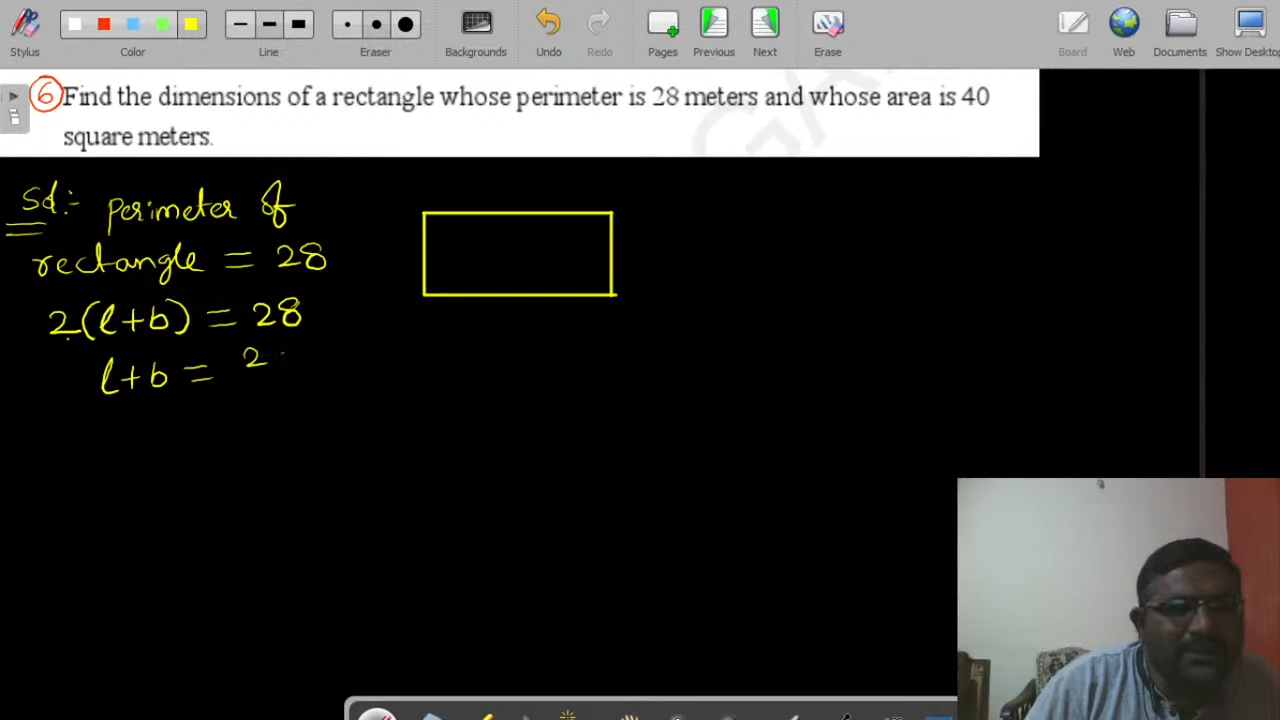 Stylus
Color
Line
Eraser
Backgrounds
Undo
Redo
Pages
Previous
Next
Erase
Board
Web
Documents
Show Desktop
6 Find the dimensions of a rectangle whose perimeter is 28 meters and whose area is 40
square meters.
Sol:- perimeter of
rectangle = 28
2(l+b) = 28
l+b = 2